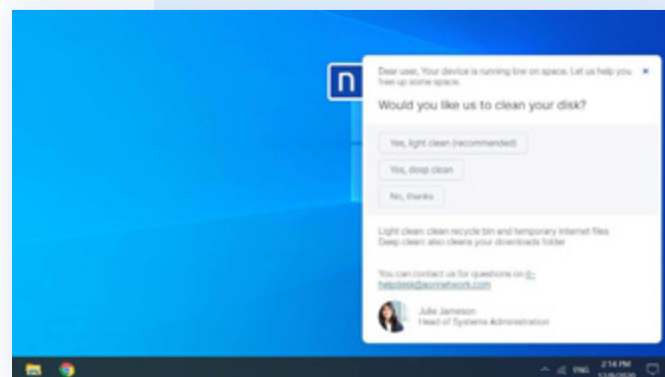 n
Dear user, Your device is running low on space. Let us help you
free up some space.
Would you like us to clean your disk?
Yes, light clean (recommended)
Yes, deep clean
No, thanks
Light clean: clean recycle bin and temporary internet files
Deep clean: also cleans your downloads folder
You can contact us for questions on it-
helpdesk@aonnetwork.com
Julie Jameson
Head of Systems Administration
ENG
2:14 PM